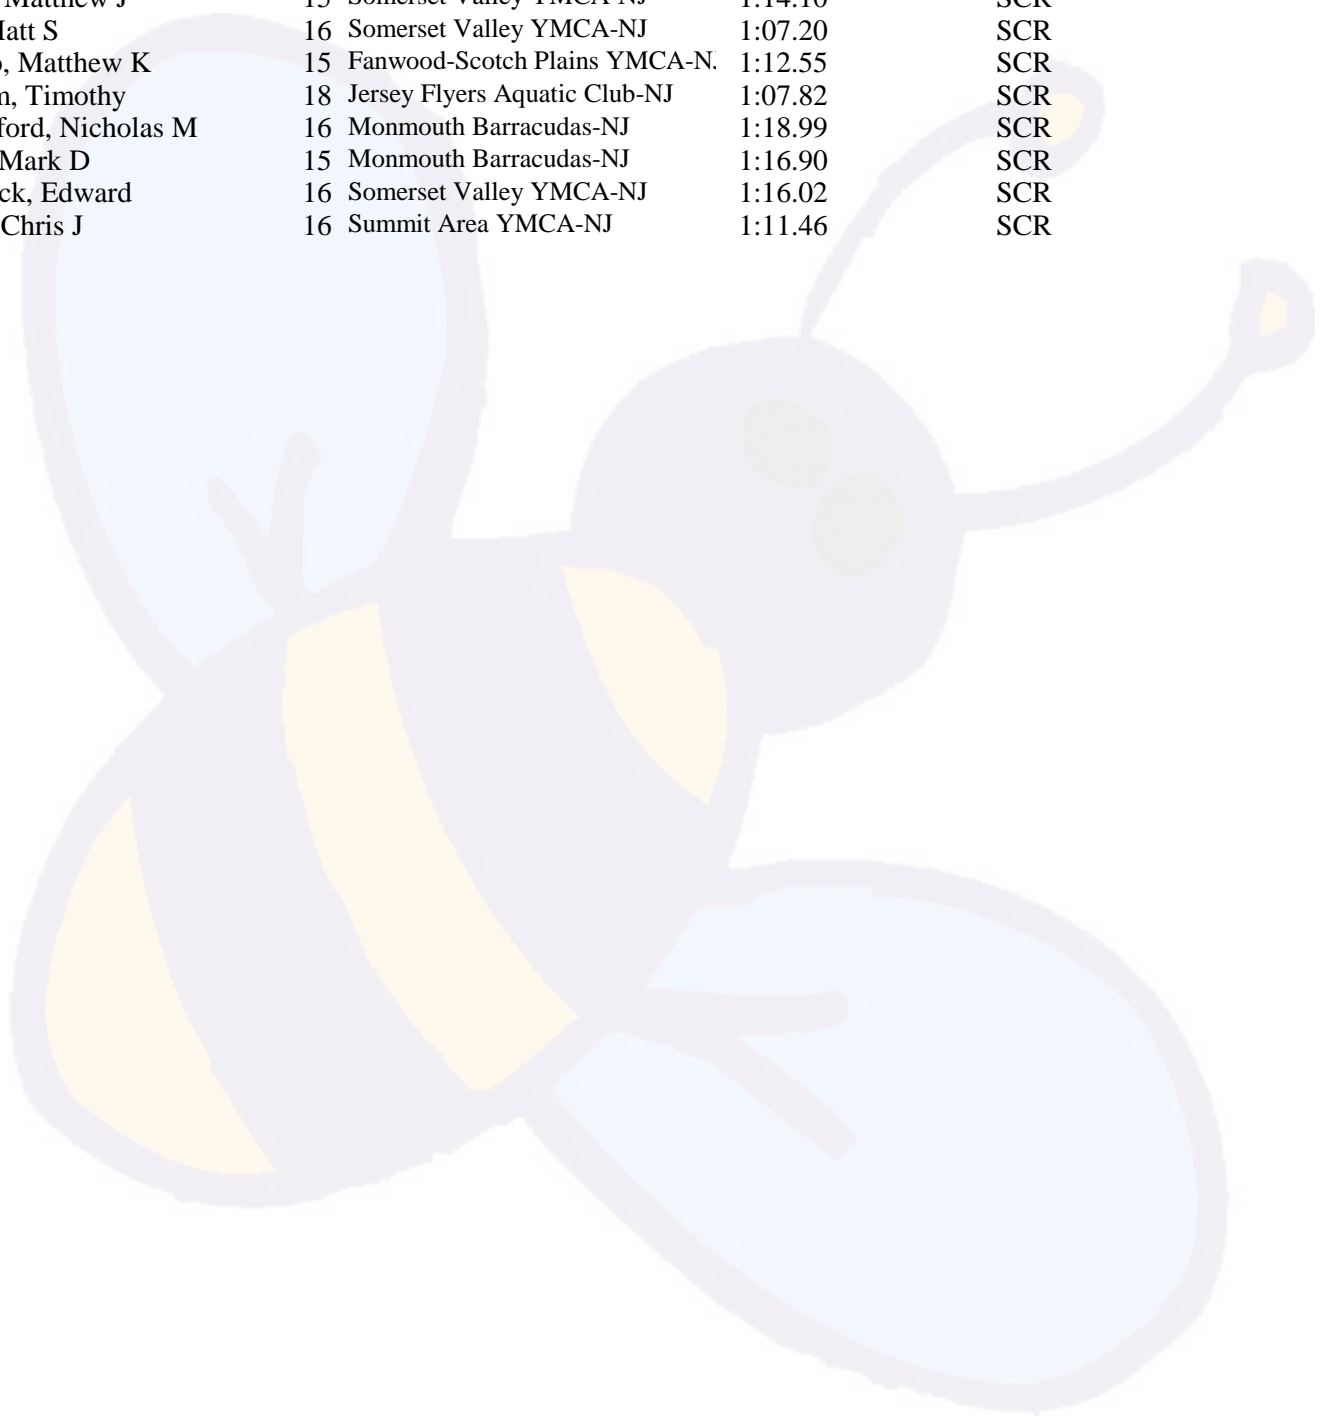 Matthew J 15 Somerset Valley YMCA-NJ 1:14.10 SCR
Matt S 16 Somerset Valley YMCA-NJ 1:07.20 SCR
, Matthew K 15 Fanwood-Scotch Plains YMCA-NJ 1:12.55 SCR
n, Timothy 18 Jersey Flyers Aquatic Club-NJ 1:07.82 SCR
ford, Nicholas M 16 Monmouth Barracudas-NJ 1:18.99 SCR
Mark D 15 Monmouth Barracudas-NJ 1:16.90 SCR
ck, Edward 16 Somerset Valley YMCA-NJ 1:16.02 SCR
Chris J 16 Summit Area YMCA-NJ 1:11.46 SCR